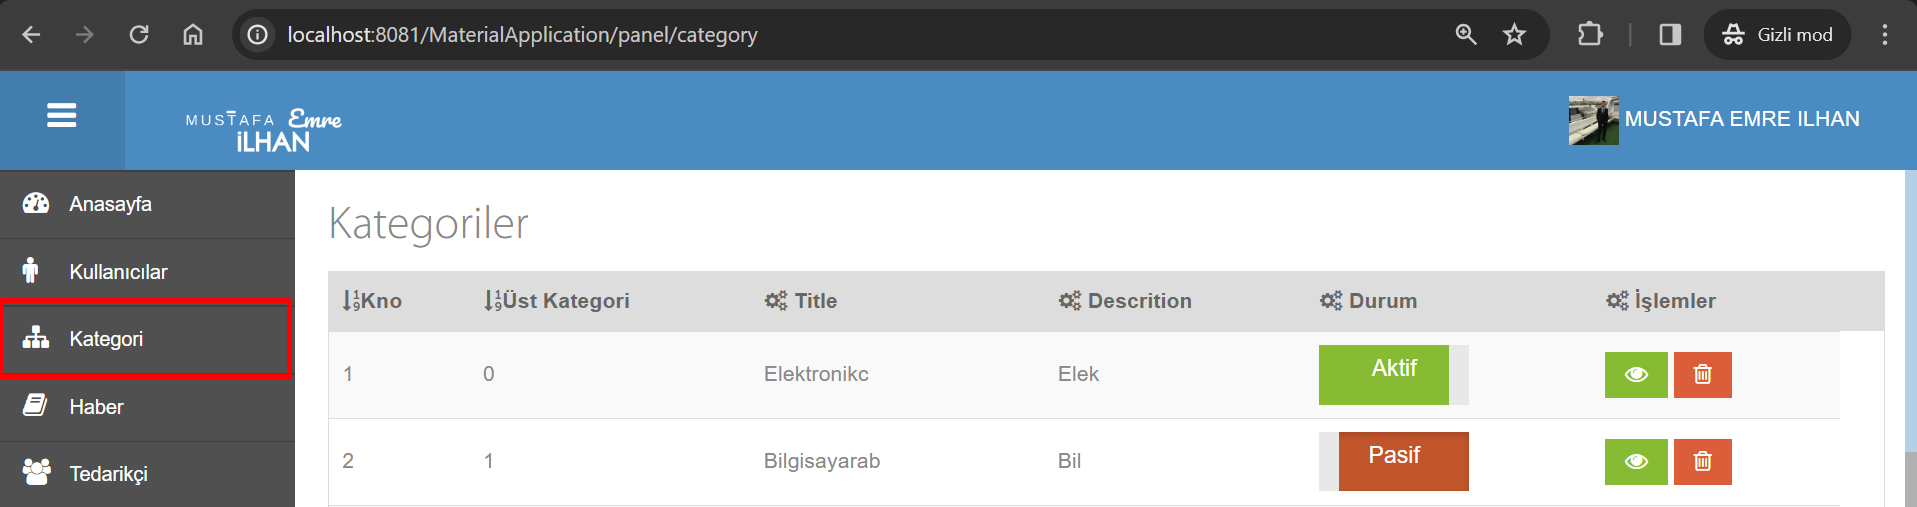 localhost:8081/MaterialApplication/panel/category
Gizli mod
MUSTAFA Emre
İLHAN
MUSTAFA EMRE ILHAN
Anasayfa
Kullanıcılar
Kategori
Haber
Tedarikçi
Kategoriler
Kno Üst Kategori Title Descrition Durum İşlemler
1 0 Elektronikc Elek Aktif
2 1 Bilgisayarab Bil Pasif